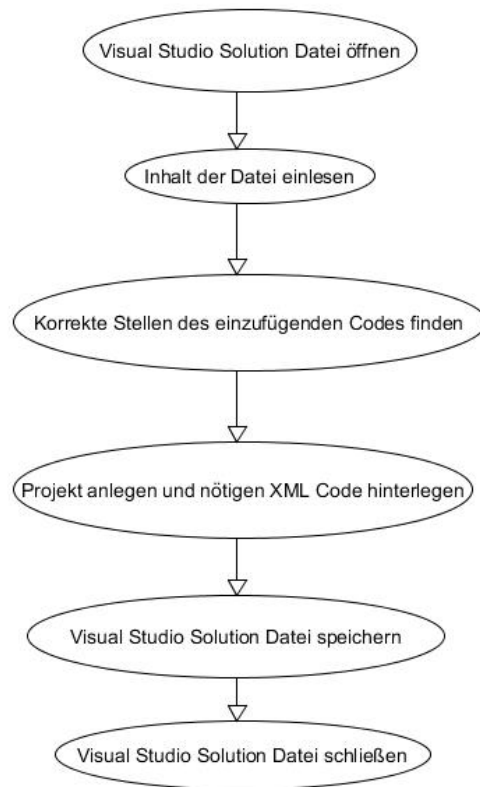 Visual Studio Solution Datei öffnen
Inhalt der Datei einlesen
Korrekte Stellen des einzufügenden Codes finden
Projekt anlegen und nötigen XML Code hinterlegen
Visual Studio Solution Datei speichern
Visual Studio Solution Datei schließen